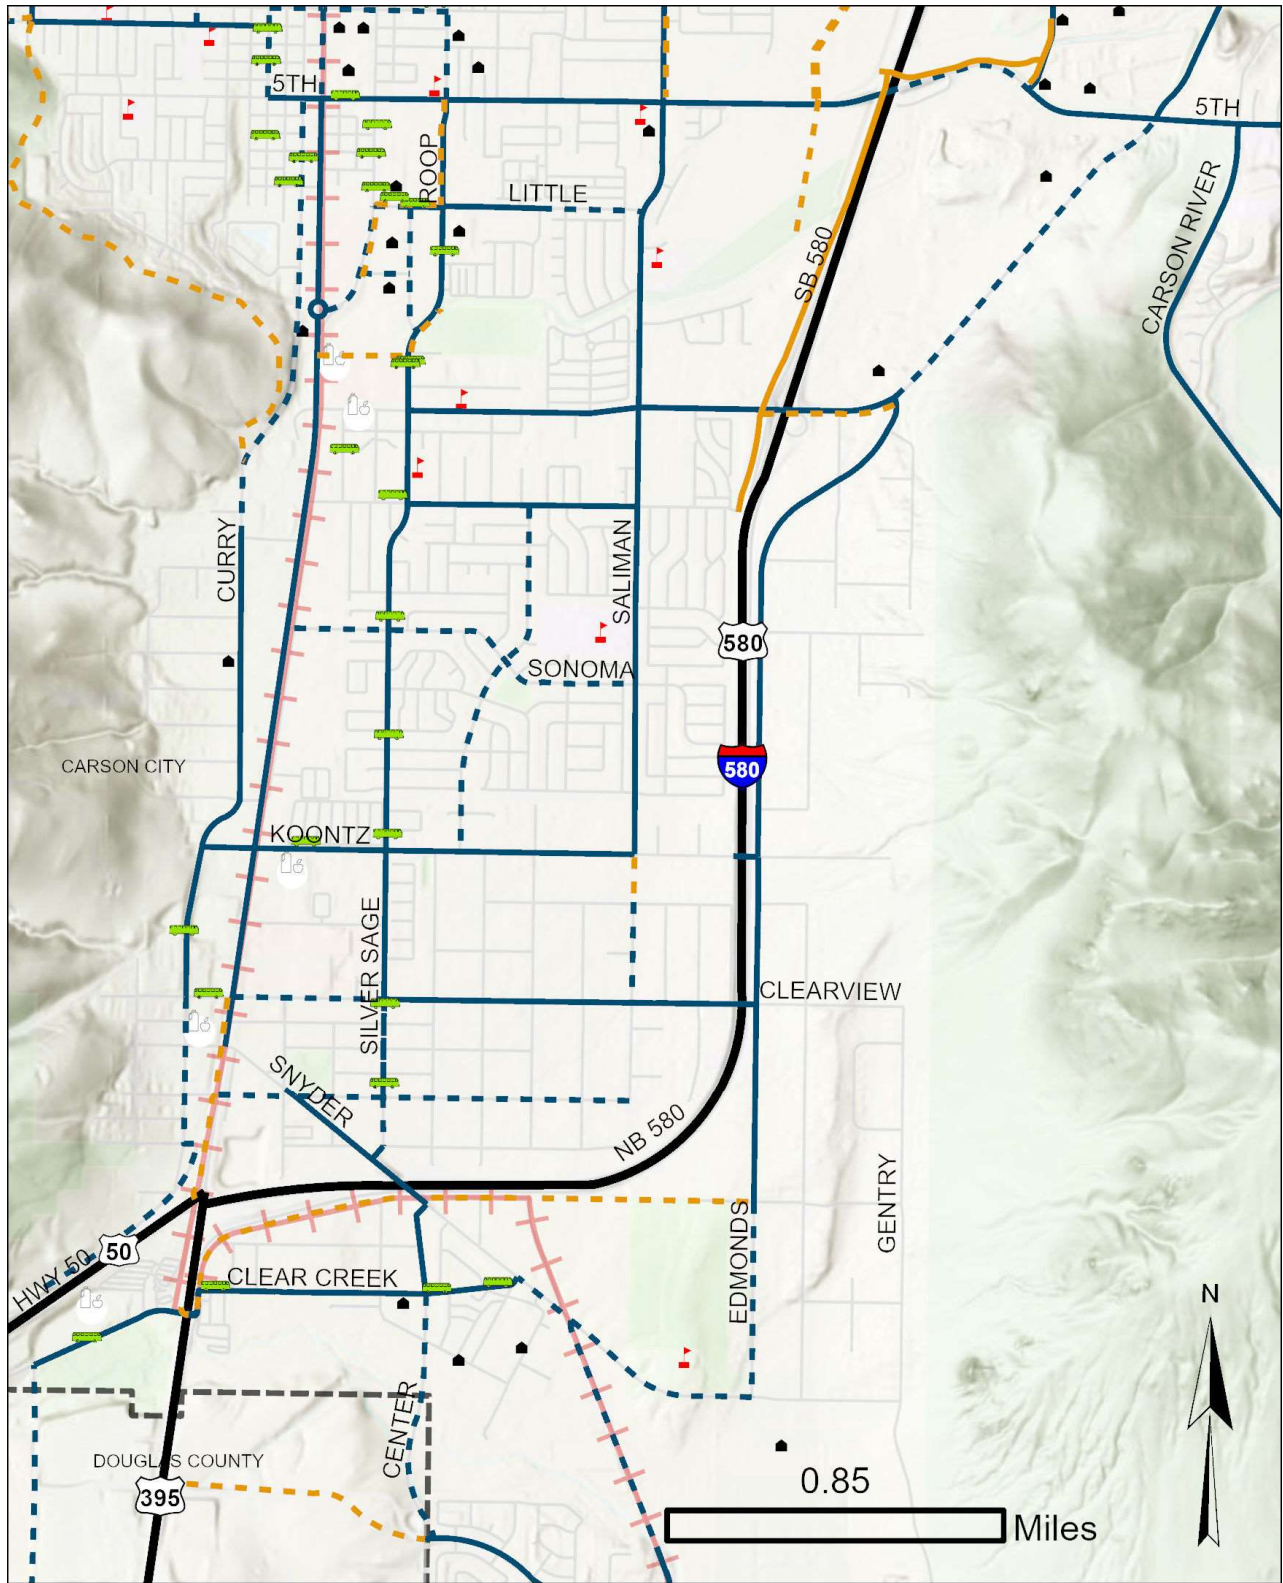 5TH
5TH
ROOP
LITTLE
CARSON RIVER
SB 580
CURRY
SALIMAN
580
SONOMA
580
CARSON CITY
KOONTZ
SILVER SAGE
CLEARVIEW
SNYDER
NB 580
GENTRY
EDMONDS
50
HWY 50
CLEAR CREEK
N
CENTER
DOUGLAS COUNTY
395
0.85
Miles